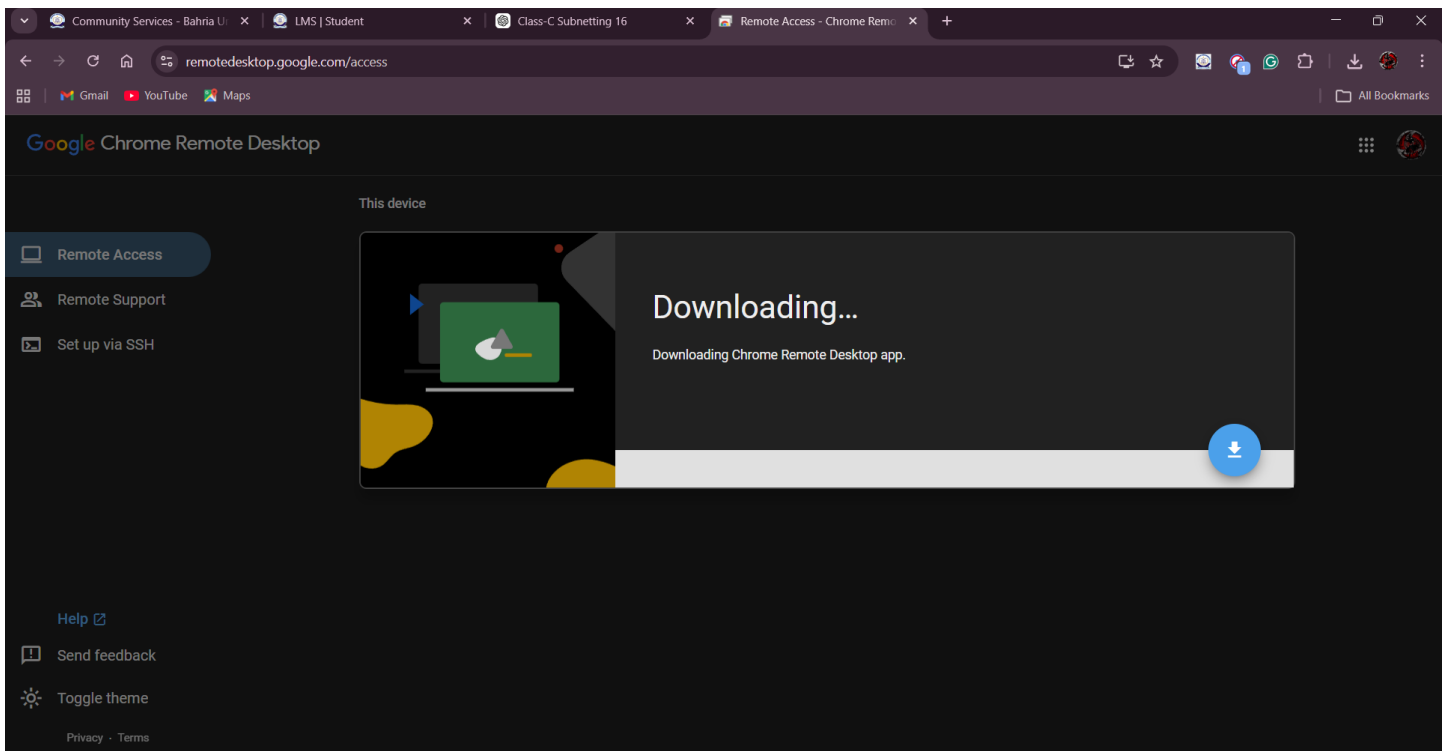 Community Services - Bahria U
LMS | Student
Class-C Subnetting 16
Remote Access - Chrome Remo
remotedesktop.google.com/access
1
Gmail
YouTube
Maps
All Bookmarks
Google Chrome Remote Desktop
This device
Remote Access
Remote Support
Set up via SSH
Downloading...
Downloading Chrome Remote Desktop app.
Help
Send feedback
Toggle theme
Privacy · Terms